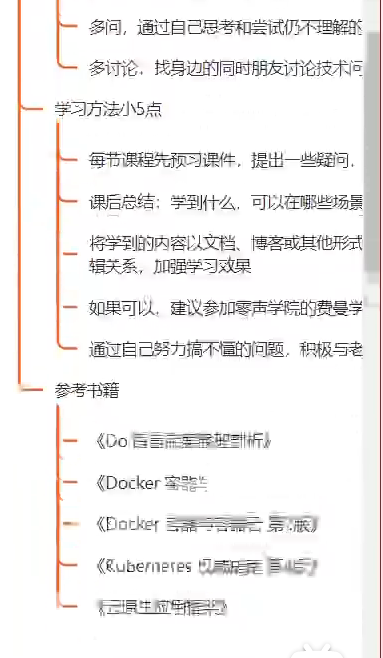 多问，通过自己思考和尝试仍不理解的
多讨论，找身边的同时朋友讨论技术问
学习方法小5点
每节课程先预习课件，提出一些疑问，
课后总结：学到什么，可以在哪些场景
将学到的内容以文档、博客或其他形式
辑关系，加强学习效果
如果可以，建议参加零声学院的费曼学
通过自己努力搞不懂的问题，积极与老
参考书籍
《Docker
《Docker
《Kubernetes